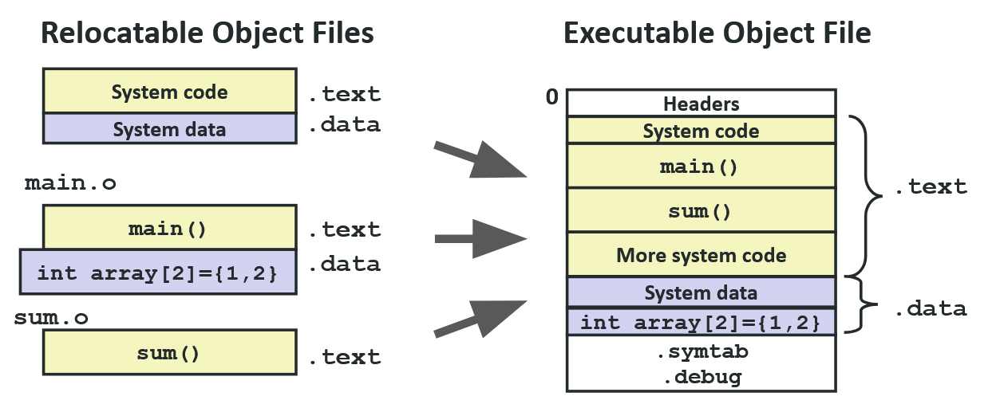 Relocatable Object Files
System code
.text
System data
.data
main.o
main()
.text
int array[2]={1,2}
.data
sum.o
sum()
.text
Executable Object File
0
Headers
System code
main()
sum()
More system code
.text
System data
int array[2]={1,2}
.data
.symtab
.debug